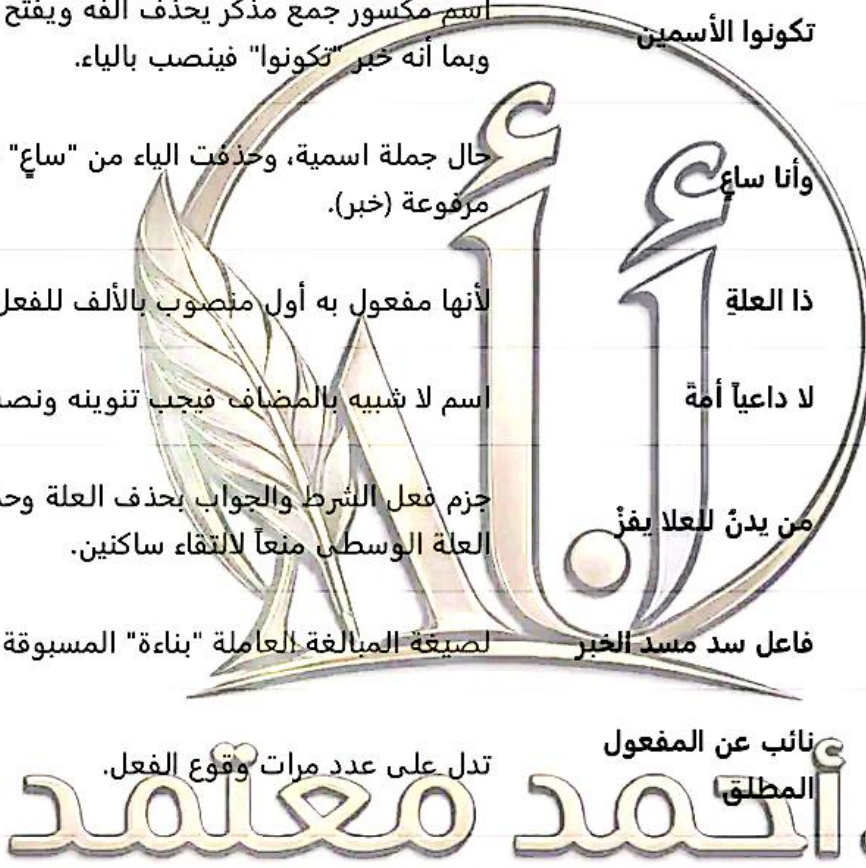 تكونوا الأسمين
اسم مكسور جمع مذكر يحذف ألفه ويفتح
وبما أنه خبر "تكونوا" فينصب بالياء.
وأنا ساعٍ
حال جملة اسمية، وحذفت الياء من "ساعٍ"
مرفوعة (خبر).
ذا العلةِ
لأنها مفعول به أول منصوب بالألف للفعل
لا داعياً أمةً
اسم لا شبيه بالمضاف فيجب تنوينه
من يدنُ للعلا يفزْ
جزم فعل الشرط والجواب بحذف العلة
العلة الوسطى منعاً لالتقاء ساكنين.
فاعل سد مسد الخبر
لصيغة المبالغة العاملة "بناءة" المسبوقة
نائب عن المفعول
المطلق
تدل على عدد مرات وقوع الفعل.
أ. أ
أحمد معتمد